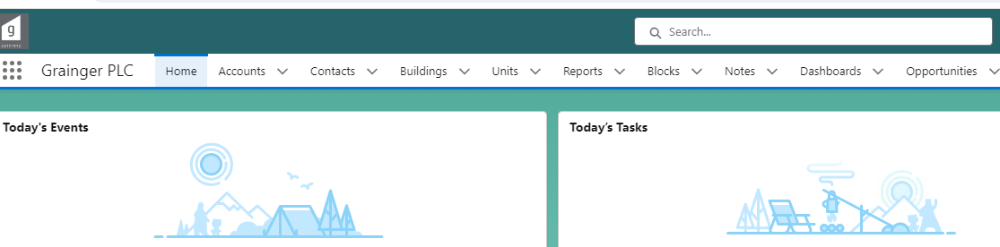 g
Search...
Grainger PLC Home Accounts Contacts Buildings Units Reports Blocks Notes Dashboards Opportunities
Today's Events Today's Tasks